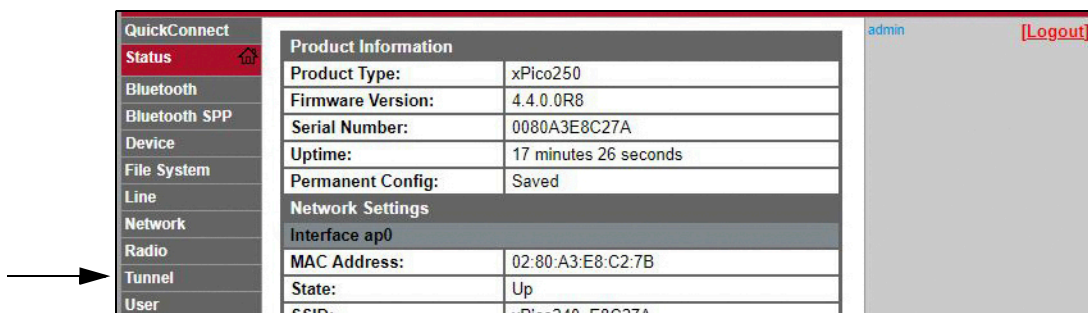 QuickConnect
Status
Bluetooth
Bluetooth SPP
Device
File System
Line
Network
Radio
Tunnel
User
Product Information
Product Type: xPico250
Firmware Version: 4.4.0.0R8
Serial Number: 0080A3E8C27A
Uptime: 17 minutes 26 seconds
Permanent Config: Saved
Network Settings
Interface ap0
MAC Address: 02:80:A3:E8:C2:7B
State: Up
admin [Logout]